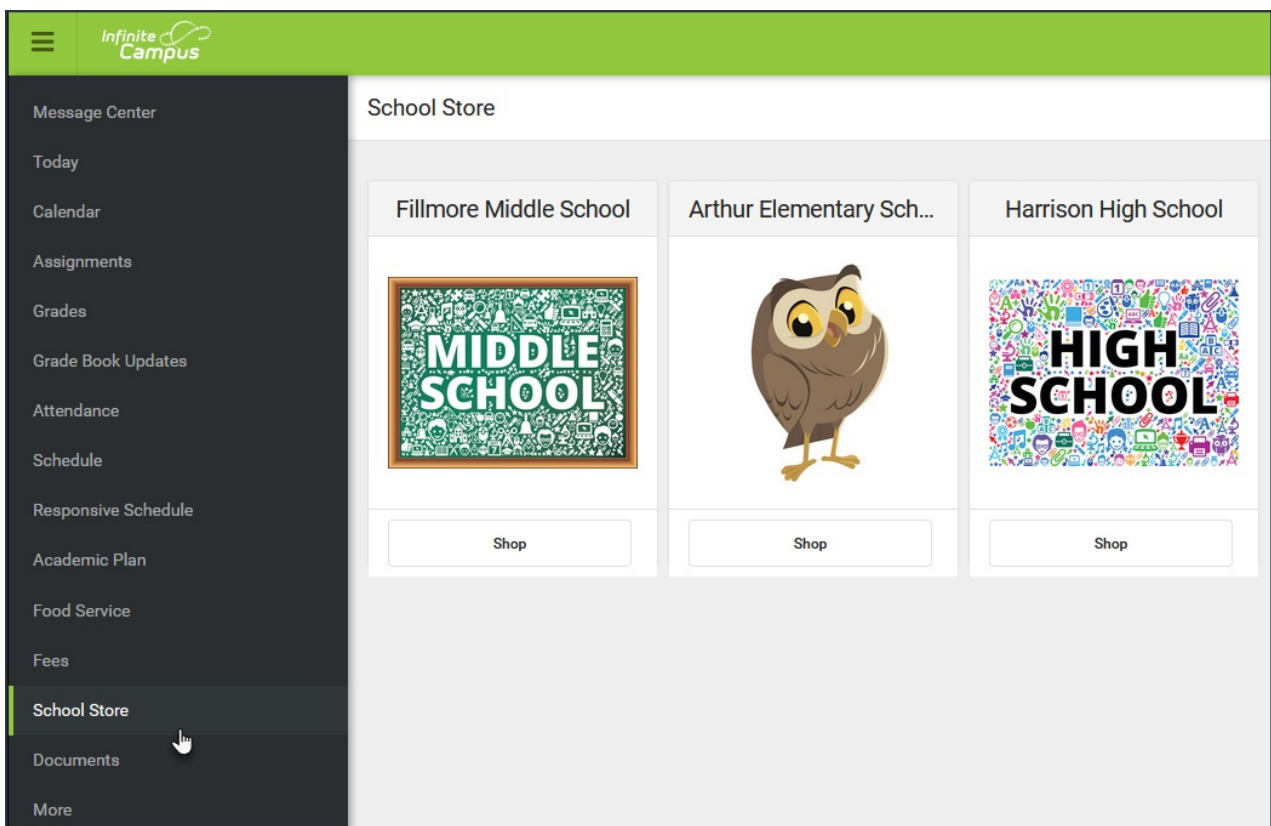 Infinite
Campus
Message Center
Today
Calendar
Assignments
Grades
Grade Book Updates
Attendance
Schedule
Responsive Schedule
Academic Plan
Food Service
Fees
School Store
Documents
More
School Store
Fillmore Middle School
MIDDLE
SCHOOL
Shop
Arthur Elementary Sch...
Shop
Harrison High School
HIGH
SCHOOL
Shop